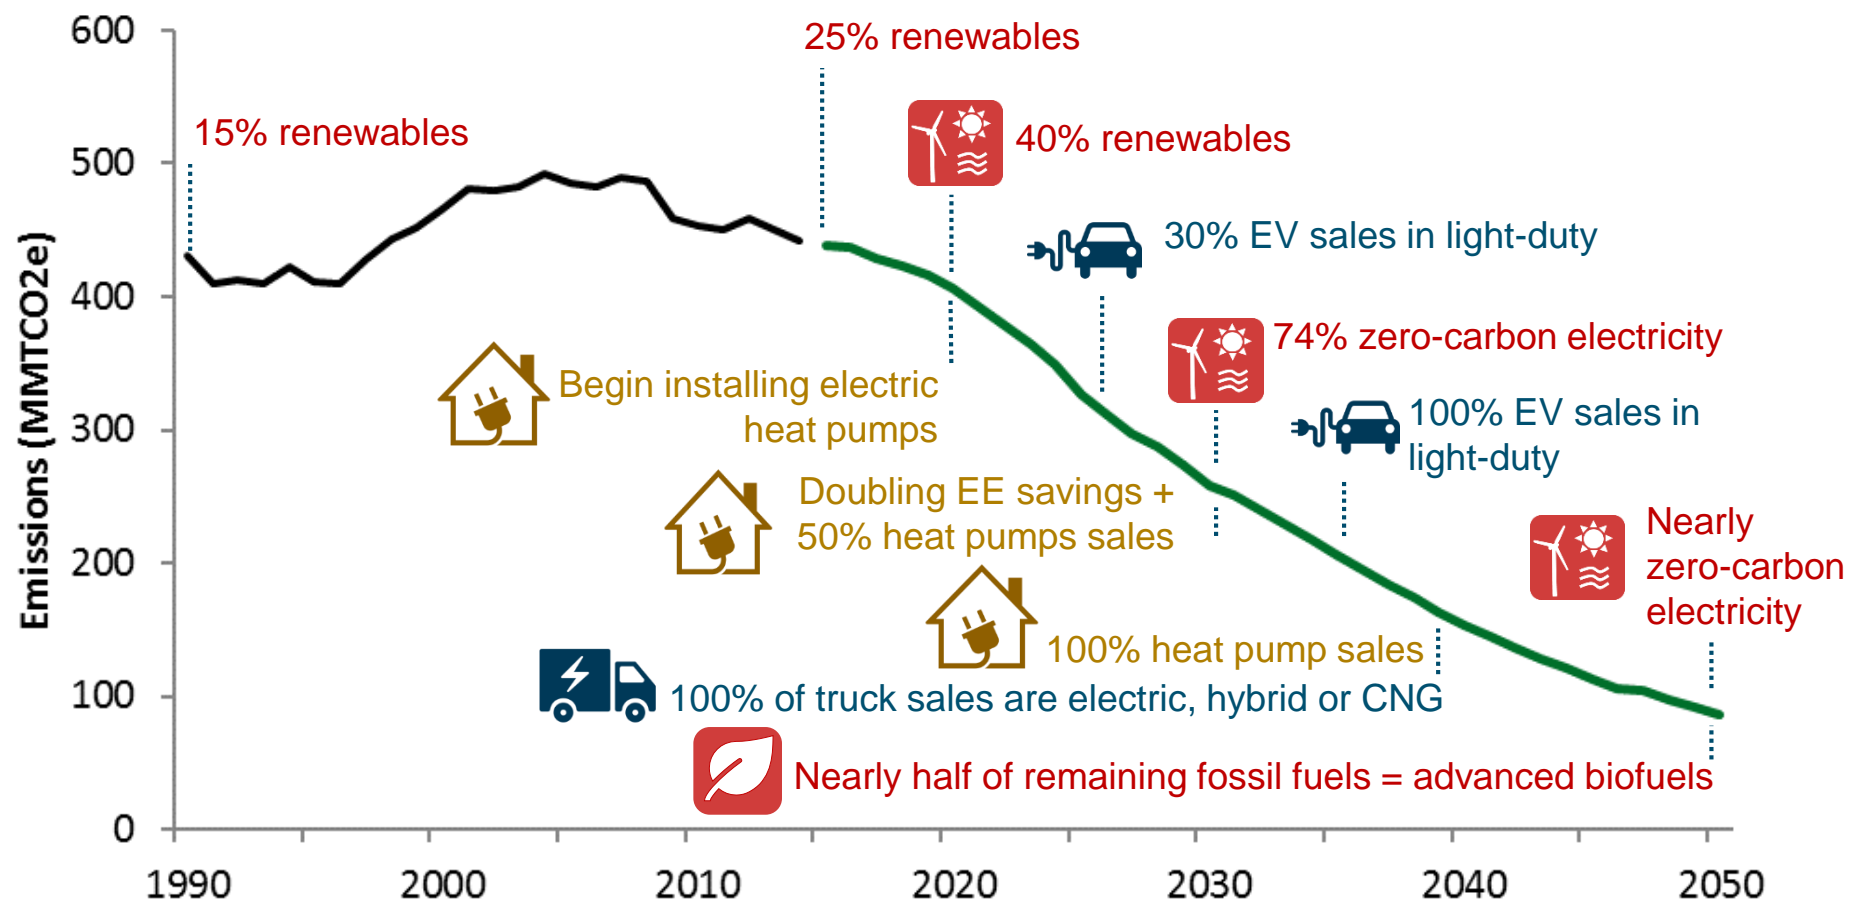 600
25% renewables
15% renewables
40% renewables
500
30% EV sales in light-duty
400
74% zero-carbon electricity
Begin installing electric
heat pumps
100% EV sales in
light-duty
300
Doubling EE savings +
50% heat pumps sales
Nearly
zero-carbon
electricity
200
100% heat pump sales
100
100% of truck sales are electric, hybrid or CNG
Nearly half of remaining fossil fuels = advanced biofuels
0
Emissions (MMTCO2e)
1990
2000
2010
2020
2030
2040
2050